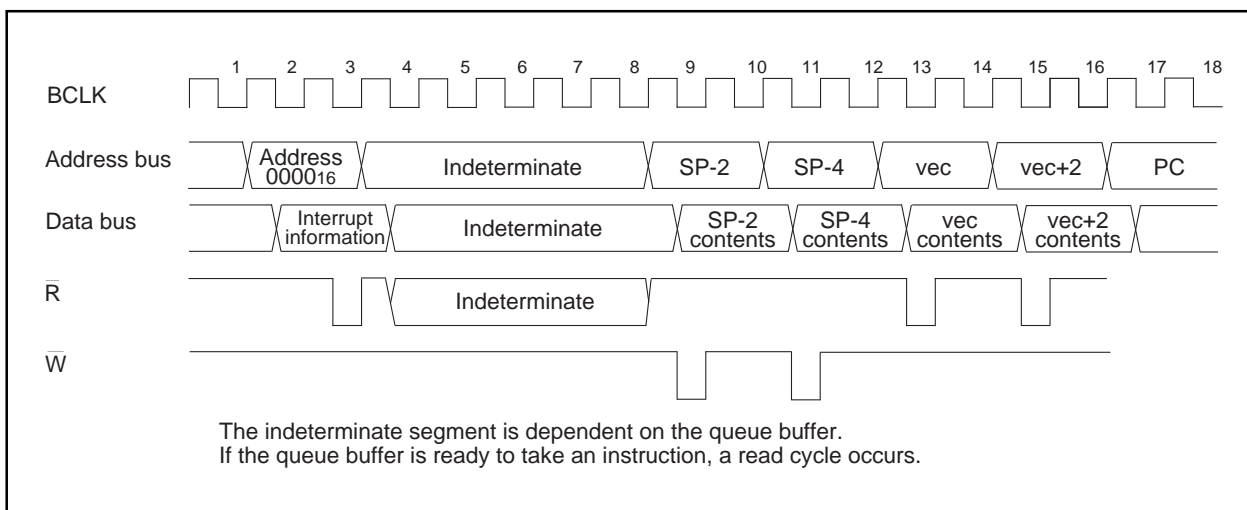 1 2 3 4 5 6 7 8 9 10 11 12 13 14 15 16 17 18
BCLK
Address bus
Address
000016
Indeterminate
SP-2
SP-4
vec
vec+2
PC
Data bus
Interrupt
information
Indeterminate
SP-2
contents
SP-4
contents
vec
contents
vec+2
contents
R
Indeterminate
W
The indeterminate segment is dependent on the queue buffer.
If the queue buffer is ready to take an instruction, a read cycle occurs.